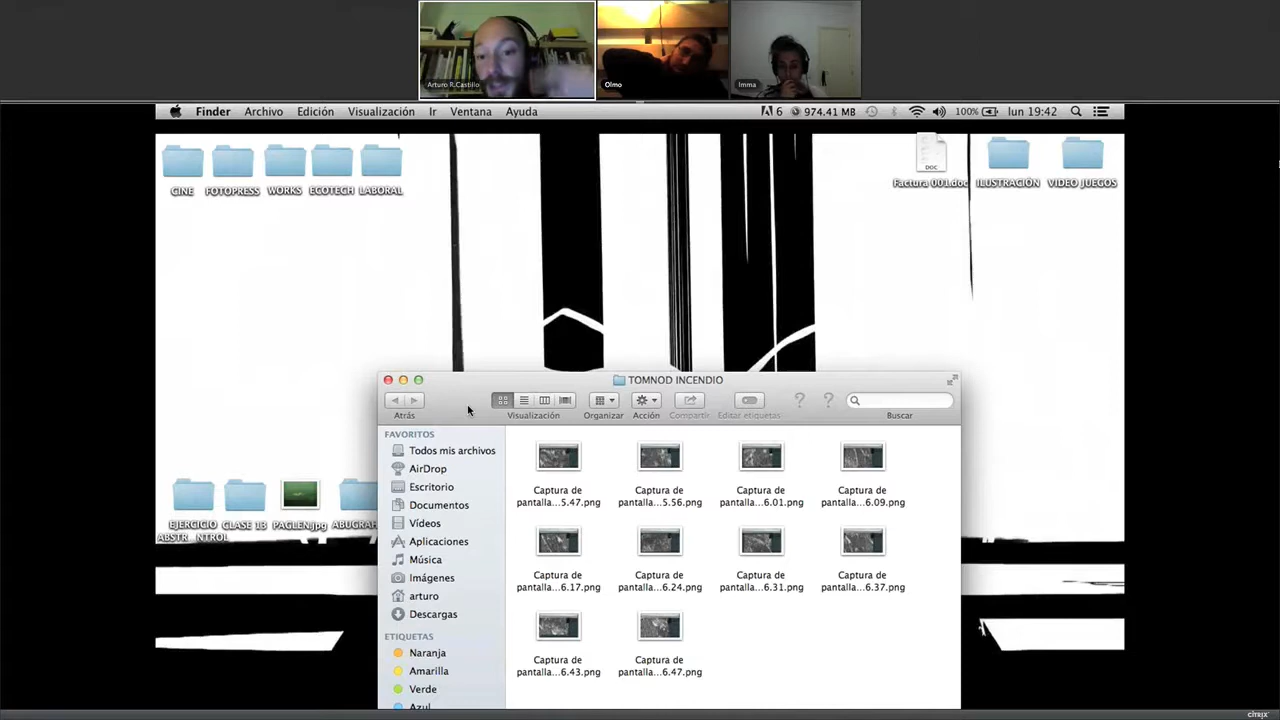 Arturo R.Castillo
Olmo
Imma
Finder Archivo Edición Visualización Ir Ventana Ayuda
6 974.41 MB 100% lun 19:42
CINE FOTOPRESS WORKS ECOTECH LABORAL
DOC
Factura 001.doc ILUSTRACIÓN VIDEO JUEGOS
TOMNOD INCENDIO
Atrás Visualización Organizar Acción Compartir Editar etiquetas Buscar
FAVORITOS
Todos mis archivos
AirDrop
Escritorio
Documentos
Vídeos
Aplicaciones
Música
Imágenes
arturo
Descargas
ETIQUETAS
Naranja
Amarilla
Verde
Azul
Captura de pantalla...5.47.png
Captura de pantalla...5.56.png
Captura de pantalla...6.01.png
Captura de pantalla...6.09.png
Captura de pantalla...6.17.png
Captura de pantalla...6.24.png
Captura de pantalla...6.31.png
Captura de pantalla...6.37.png
Captura de pantalla...6.43.png
Captura de pantalla...6.47.png
EJERCICIO CLASE 13 PAGLEN.jpg ABUGRAH
ABSTR NTROL
CITRIX